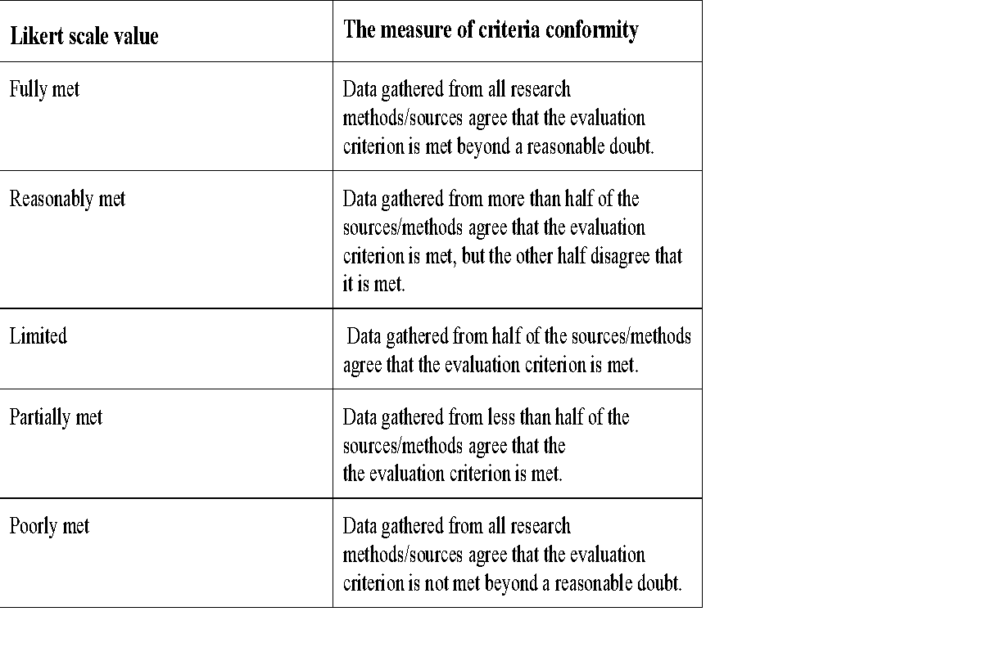 Likert scale value
The measure of criteria conformity
Fully met
Data gathered from all research
methods/sources agree that the evaluation
criterion is met beyond a reasonable doubt.
Reasonably met
Data gathered from more than half of the
sources/methods agree that the evaluation
criterion is met, but the other half disagree that
it is met.
Limited
Data gathered from half of the sources/methods
agree that the evaluation criterion is met.
Partially met
Data gathered from less than half of the
sources/methods agree that the
the evaluation criterion is met.
Poorly met
Data gathered from all research
methods/sources agree that the evaluation
criterion is not met beyond a reasonable doubt.